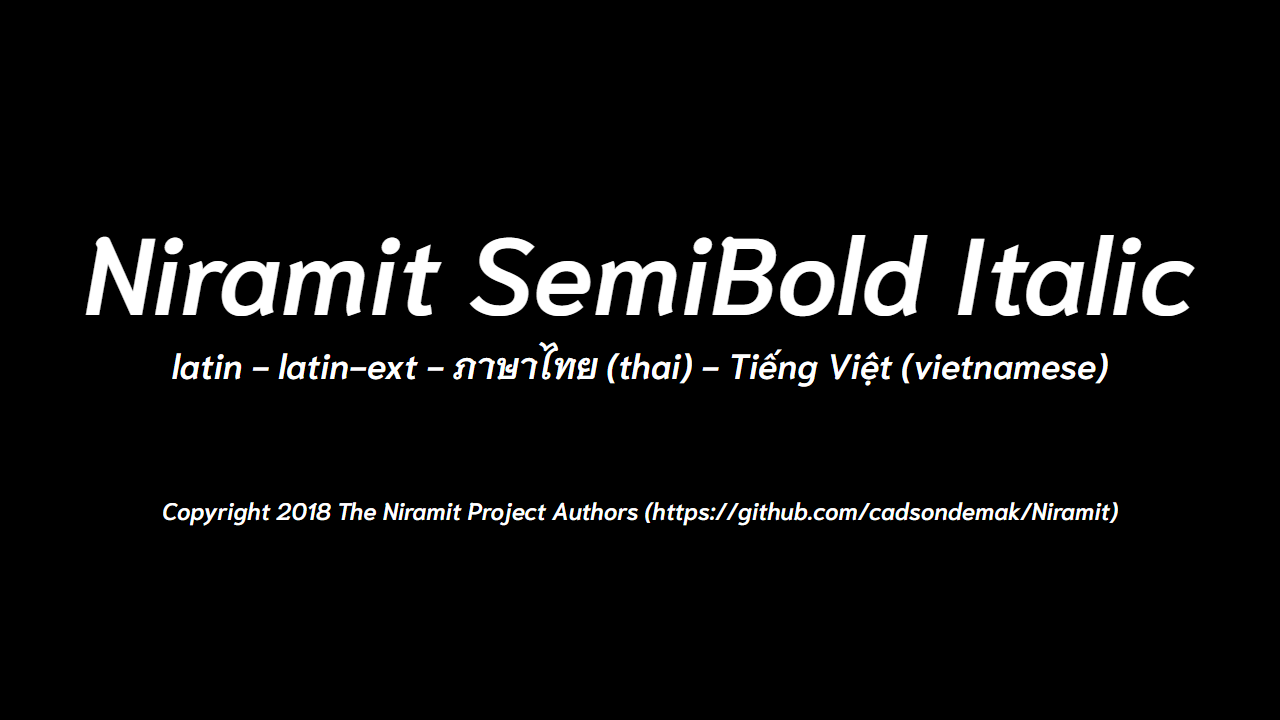 Niramit SemiBold Italic
latin - latin-ext - ภาษาไทย (thai) - Tiếng Việt (vietnamese)
Copyright 2018 The Niramit Project Authors (https://github.com/cadsondemak/Niramit)